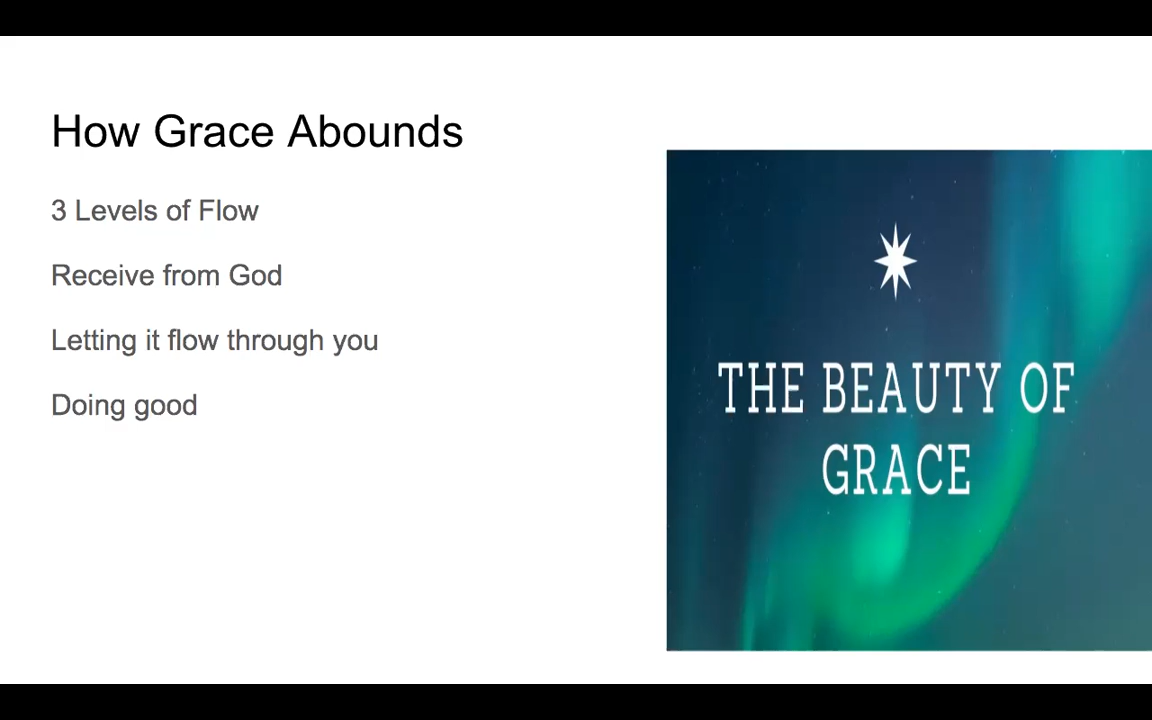 How Grace Abounds
3 Levels of Flow
Receive from God
Letting it flow through you
Doing good
THE BEAUTY OF
GRACE